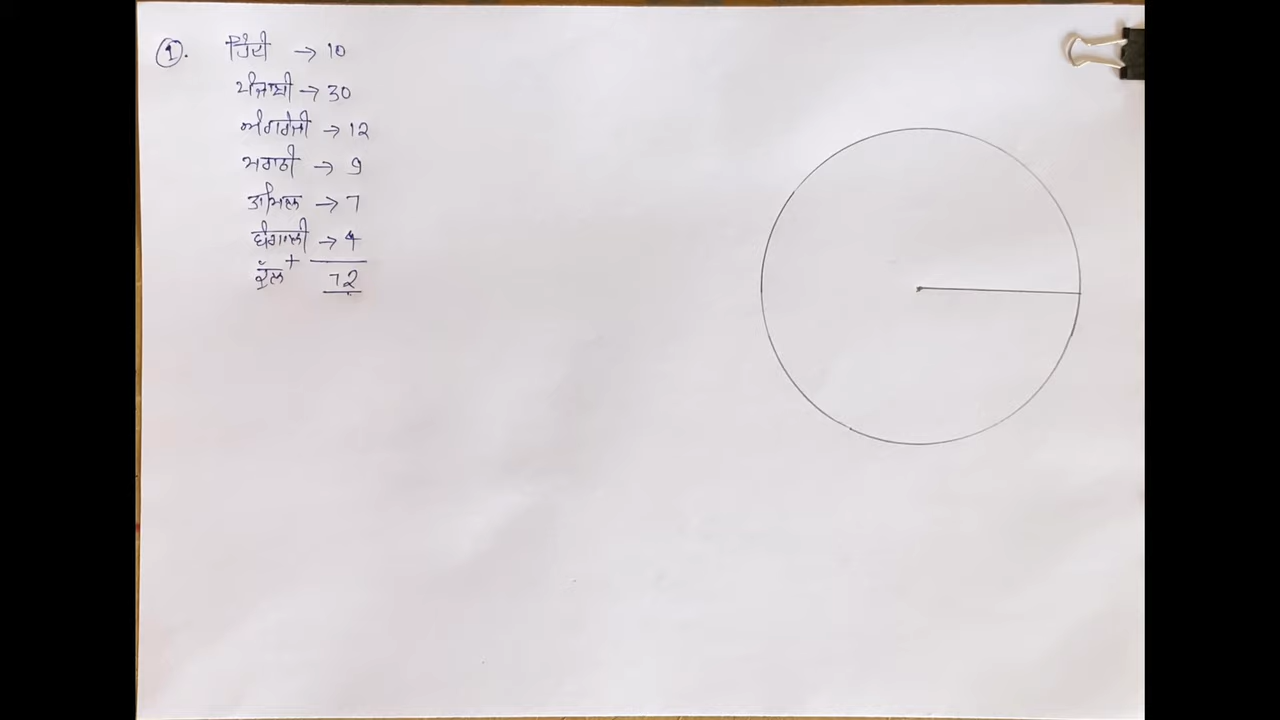 1. ਹਿੰਦੀ → 10
ਪੰਜਾਬੀ → 30
ਅੰਗਰੇਜੀ → 12
ਮਰਾਠੀ → 9
ਤਾਮਿਲ → 7
ਬੰਗਾਲੀ → 4
ਕੁੱਲ + 72